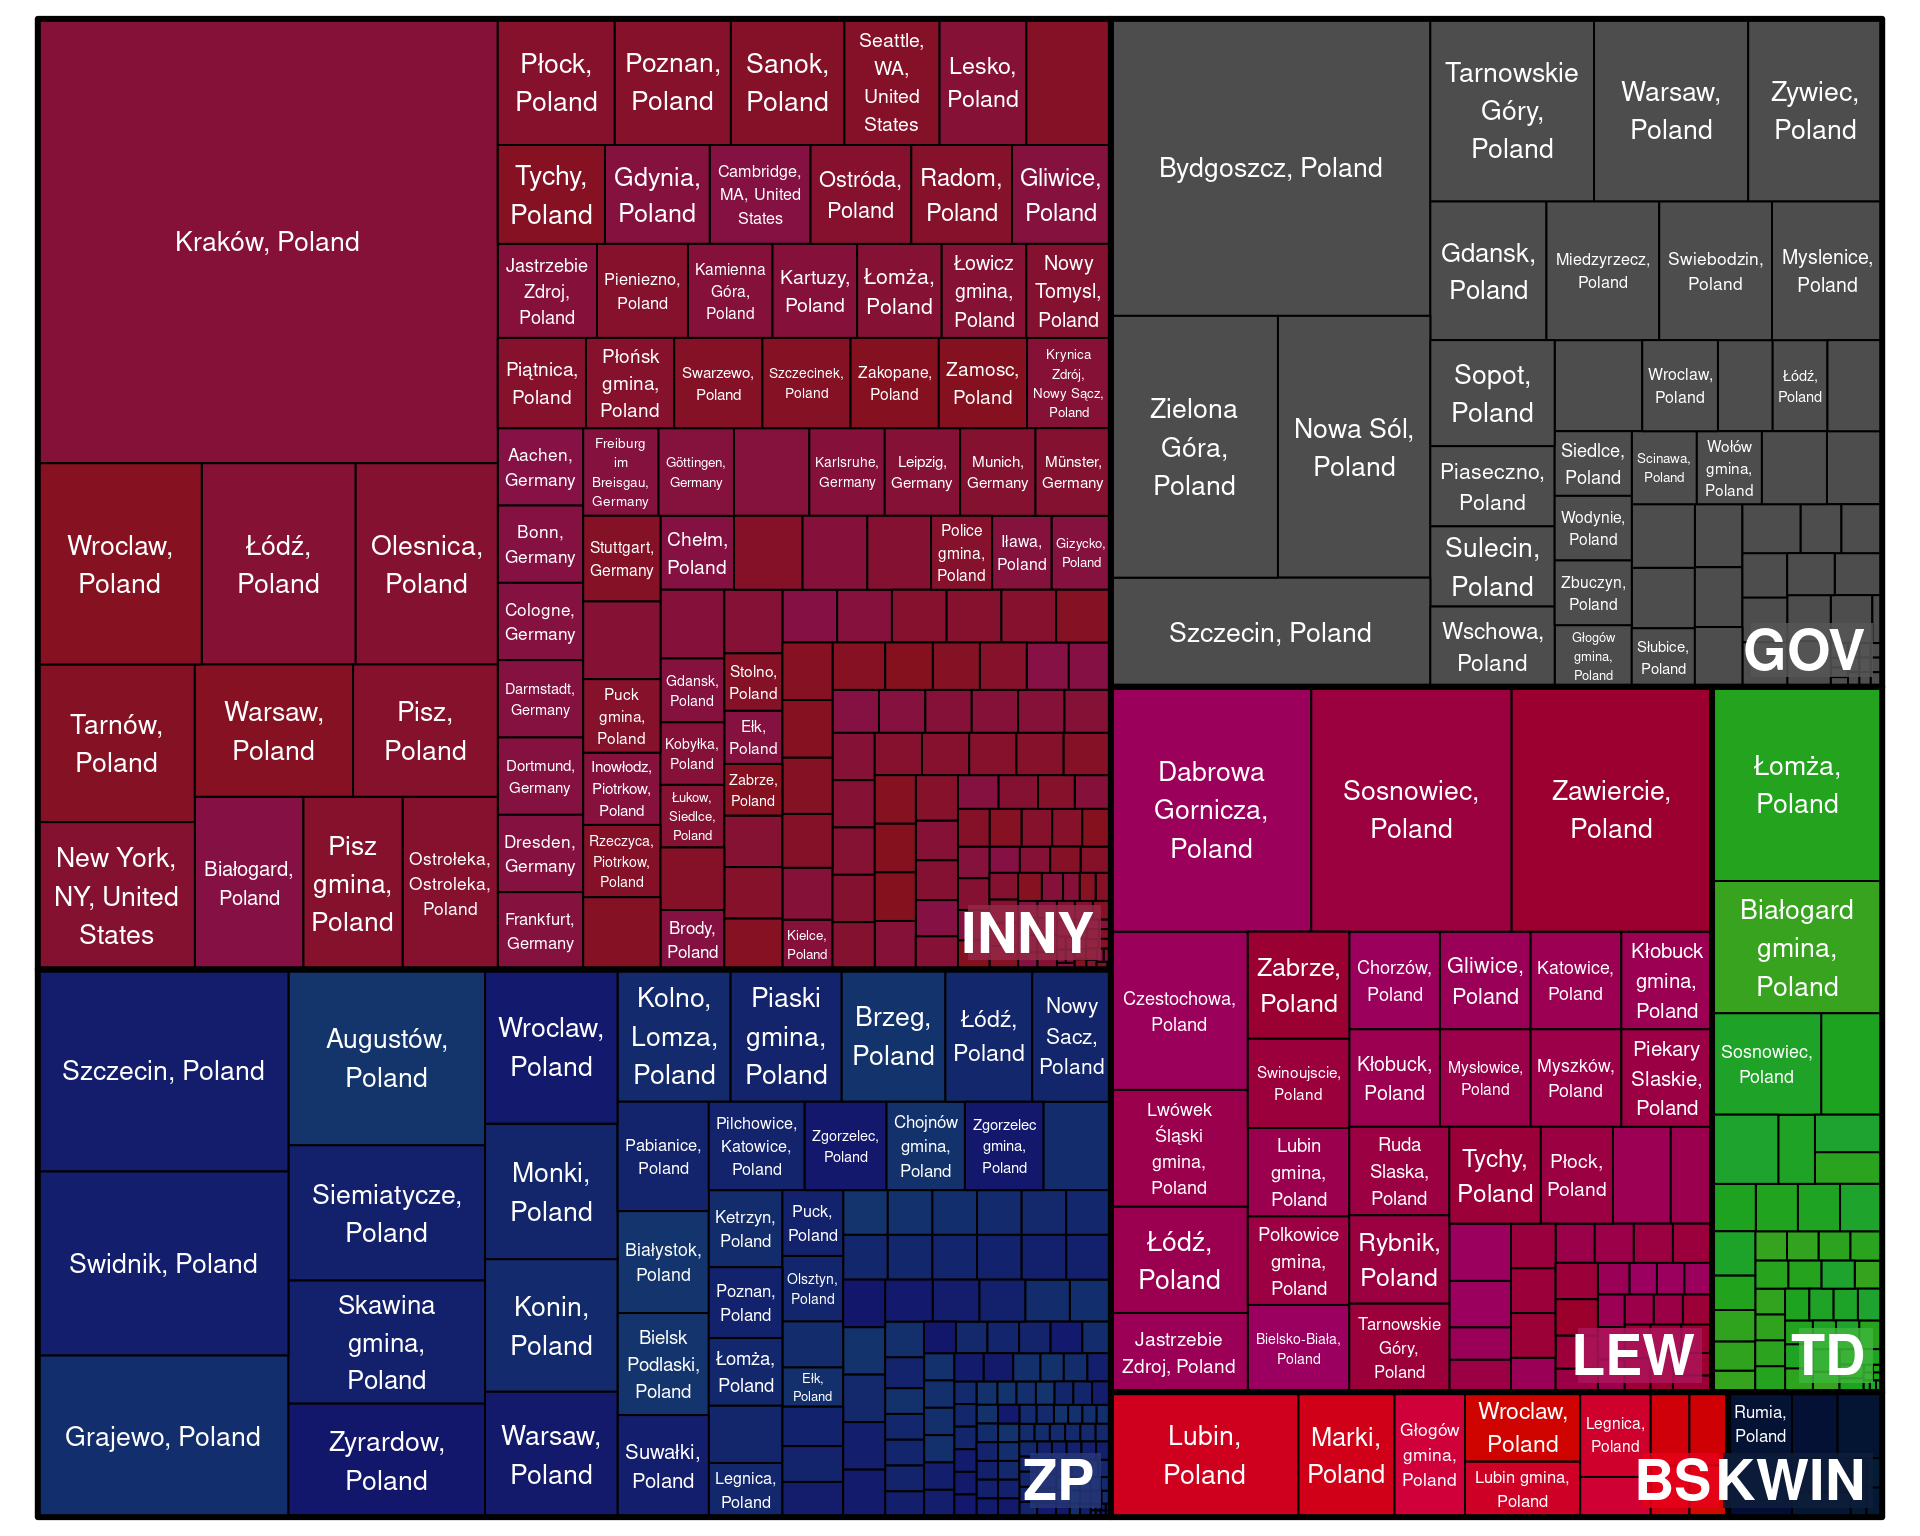 Kraków, Poland
Wroclaw,
Poland
Łódź,
Poland
Olesnica,
Poland
Tarnów,
Poland
Warsaw,
Poland
Pisz,
Poland
New York,
NY, United
States
Białogard,
Poland
Pisz
gmina,
Poland
Ostrołeka,
Ostroleka,
Poland
Płock,
Poland
Poznan,
Poland
Sanok,
Poland
Seattle,
WA,
United
States
Lesko,
Poland
Tychy,
Poland
Gdynia,
Poland
Cambridge,
MA, United
States
Ostróda,
Poland
Radom,
Poland
Gliwice,
Poland
Jastrzebie
Zdroj,
Poland
Pieniezno,
Poland
Kamienna
Góra,
Poland
Kartuzy,
Poland
Łomża,
Poland
Łowicz
gmina,
Poland
Nowy
Tomysl,
Poland
Piątnica,
Poland
Płońsk
gmina,
Poland
Swarzewo,
Poland
Szczecinek,
Poland
Zakopane,
Poland
Zamosc,
Poland
Krynica
Zdrój,
Nowy Sącz,
Poland
Aachen,
Germany
Bonn,
Germany
Cologne,
Germany
Darmstadt,
Germany
Dortmund,
Germany
Dresden,
Germany
Frankfurt,
Germany
Freiburg
im
Breisgau,
Germany
Göttingen,
Germany
Karlsruhe,
Germany
Leipzig,
Germany
Munich,
Germany
Münster,
Germany
Stuttgart,
Germany
Puck
gmina,
Poland
Inowłodz,
Piotrkow,
Poland
Rzeczyca,
Piotrkow,
Poland
Chełm,
Poland
Police
gmina,
Poland
Iława,
Poland
Gizycko,
Poland
Gdansk,
Poland
Kobyłka,
Poland
Łukow,
Siedlce,
Poland
Brody,
Poland
Stolno,
Poland
Ełk,
Poland
Zabrze,
Poland
Kielce,
Poland
INNY
Bydgoszcz, Poland
Zielona
Góra,
Poland
Nowa Sól,
Poland
Szczecin, Poland
Tarnowskie
Góry,
Poland
Warsaw,
Poland
Zywiec,
Poland
Gdansk,
Poland
Miedzyrzecz,
Poland
Swiebodzin,
Poland
Myslenice,
Poland
Sopot,
Poland
Piaseczno,
Poland
Sulecin,
Poland
Wschowa,
Poland
Wroclaw,
Poland
Łódź,
Poland
Siedlce,
Poland
Scinawa,
Poland
Wołów
gmina,
Poland
Wodynie,
Poland
Zbuczyn,
Poland
Głogów
gmina,
Poland
Słubice,
Poland
GOV
Szczecin, Poland
Swidnik, Poland
Grajewo, Poland
Augustów,
Poland
Siemiatycze,
Poland
Skawina
gmina,
Poland
Zyrardow,
Poland
Wroclaw,
Poland
Monki,
Poland
Konin,
Poland
Warsaw,
Poland
Kolno,
Lomza,
Poland
Piaski
gmina,
Poland
Brzeg,
Poland
Łódź,
Poland
Nowy
Sacz,
Poland
Pabianice,
Poland
Białystok,
Poland
Bielsk
Podlaski,
Poland
Suwałki,
Poland
Pilchowice,
Katowice,
Poland
Zgorzelec,
Poland
Chojnów
gmina,
Poland
Zgorzelec
gmina,
Poland
Ketrzyn,
Poland
Poznan,
Poland
Łomża,
Poland
Legnica,
Poland
Puck,
Poland
Olsztyn,
Poland
Ełk,
Poland
ZP
Dabrowa
Gornicza,
Poland
Sosnowiec,
Poland
Zawiercie,
Poland
Czestochowa,
Poland
Lwówek
Śląski
gmina,
Poland
Łódź,
Poland
Jastrzebie
Zdroj, Poland
Zabrze,
Poland
Swinoujscie,
Poland
Lubin
gmina,
Poland
Polkowice
gmina,
Poland
Bielsko-Biała,
Poland
Chorzów,
Poland
Gliwice,
Poland
Katowice,
Poland
Kłobuck
gmina,
Poland
Kłobuck,
Poland
Mysłowice,
Poland
Myszków,
Poland
Piekary
Slaskie,
Poland
Ruda
Slaska,
Poland
Rybnik,
Poland
Tarnowskie
Góry,
Poland
Tychy,
Poland
Płock,
Poland
LEW
Łomża,
Poland
Białogard
gmina,
Poland
Sosnowiec,
Poland
TD
Lubin,
Poland
Marki,
Poland
Głogów
gmina,
Poland
Wroclaw,
Poland
Lubin gmina,
Poland
Legnica,
Poland
BS
Rumia,
Poland
KWIN